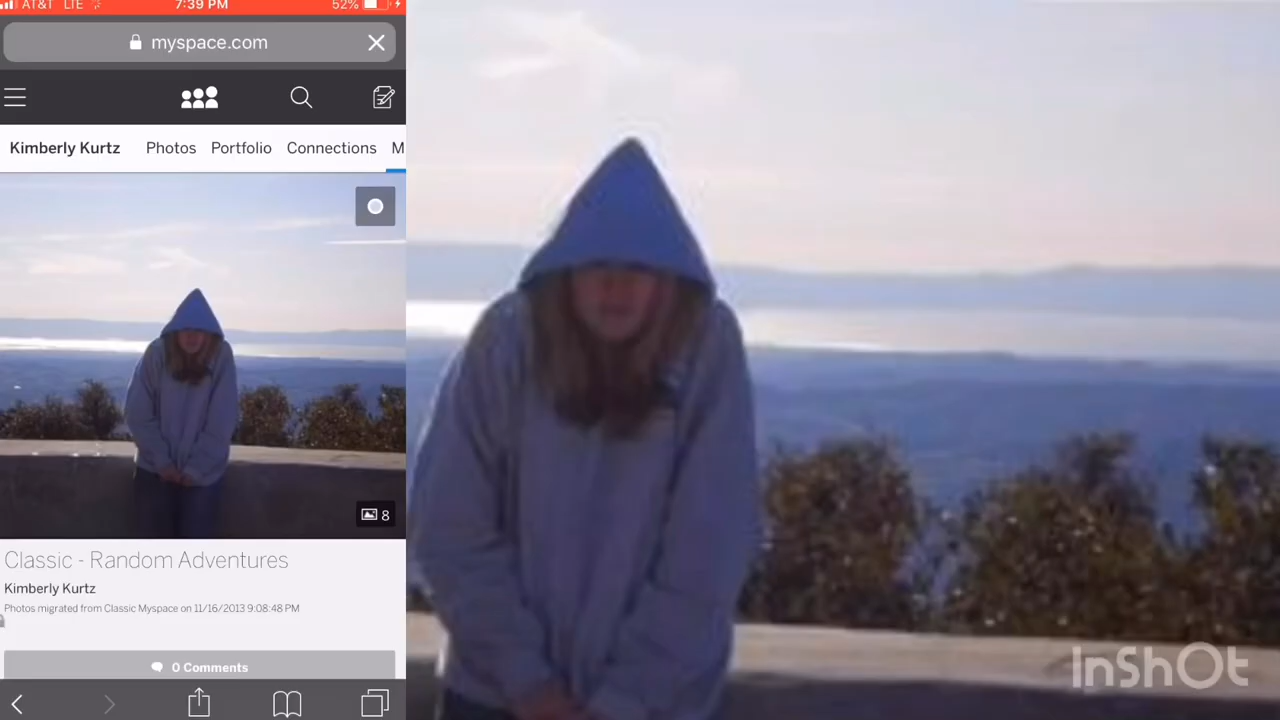 AT&T LTE 7:39 PM 52%
myspace.com
Kimberly Kurtz Photos Portfolio Connections M
8
Classic - Random Adventures
Kimberly Kurtz
Photos migrated from Classic Myspace on 11/16/2013 9:08:48 PM
0 Comments
InShOt